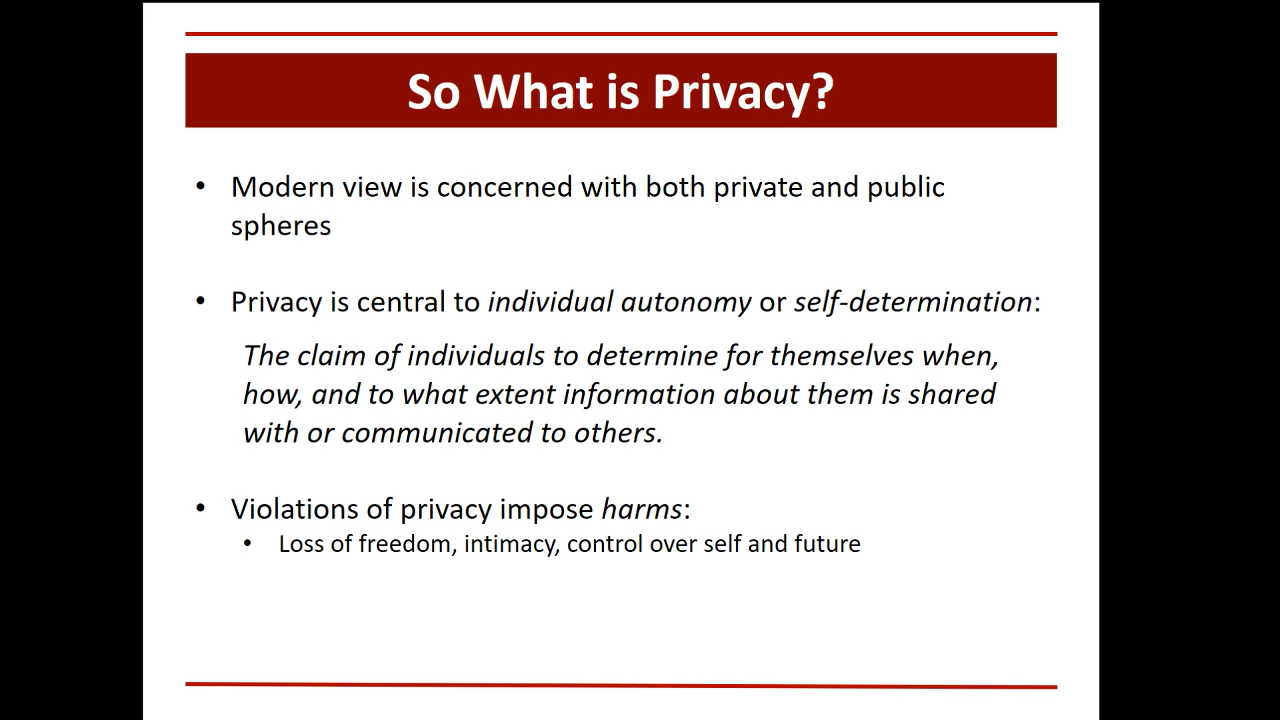 So What is Privacy?
• Modern view is concerned with both private and public
spheres
• Privacy is central to individual autonomy or self-determination:
The claim of individuals to determine for themselves when,
how, and to what extent information about them is shared
with or communicated to others.
• Violations of privacy impose harms:
• Loss of freedom, intimacy, control over self and future